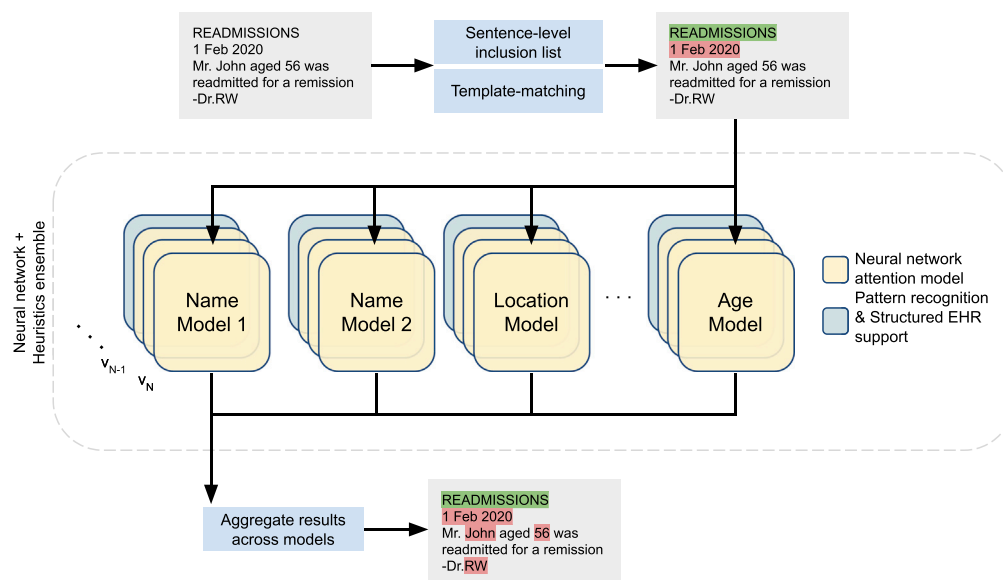 READMISSIONS
1 Feb 2020
Mr. John aged 56 was
readmitted for a remission
-Dr.RW
Sentence-level
inclusion list
Template-matching
READMISSIONS
1 Feb 2020
Mr. John aged 56 was
readmitted for a remission
-Dr.RW
Neural network +
Heuristics ensemble
Name
Model 1
Name
Model 2
Location
Model
. . .
Age
Model
Neural network
attention model
Pattern recognition
& Structured EHR
support
. . .
VN-1
VN
Aggregate results
across models
READMISSIONS
1 Feb 2020
Mr. John aged 56 was
readmitted for a remission
-Dr.RW